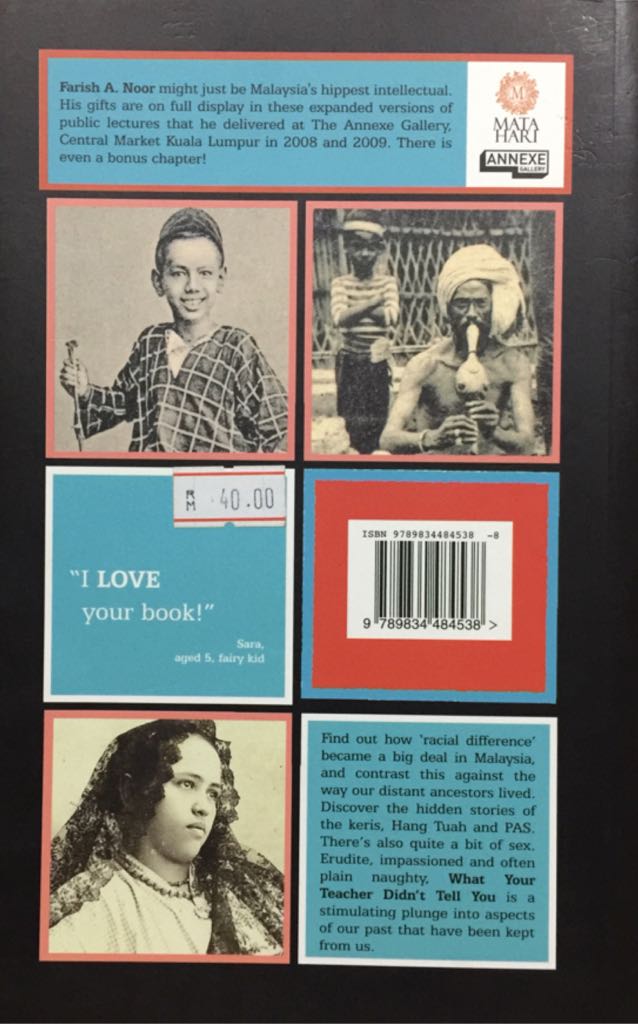 Farish A. Noor might just be Malaysia's hippest intellectual.
His gifts are on full display in these expanded versions of
public lectures that he delivered at The Annexe Gallery,
Central Market Kuala Lumpur in 2008 and 2009. There is
even a bonus chapter!
M
MATA
HARI
ANNEXE
GALLERY
RM 40.00
"I LOVE
your book!"
Sara,
aged 5, fairy kid
ISBN 9789834484538 -8
9 789834 484538 >
Find out how 'racial difference'
became a big deal in Malaysia,
and contrast this against the
way our distant ancestors lived.
Discover the hidden stories of
the keris, Hang Tuah and PAS.
There's also quite a bit of sex.
Erudite, impassioned and often
plain naughty, What Your
Teacher Didn't Tell You is a
stimulating plunge into aspects
of our past that have been kept
from us.